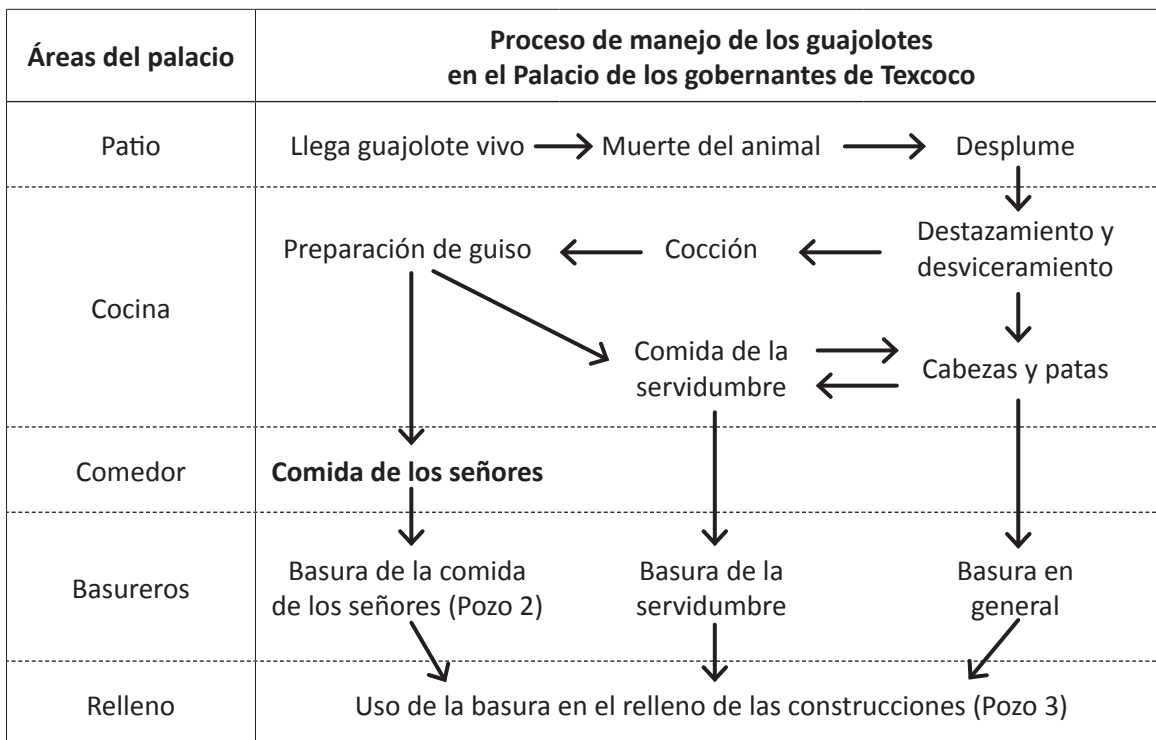 Áreas del palacio
Proceso de manejo de los guajolotes
en el Palacio de los gobernantes de Texcoco
Patio
Llega guajolote vivo
Muerte del animal
Desplume
Cocina
Preparación de guiso
Cocción
Destazamiento y
desviceramiento
Comida de la
servidumbre
Cabezas y patas
Comedor
Comida de los señores
Basureros
Basura de la comida
de los señores (Pozo 2)
Basura de la
servidumbre
Basura en
general
Relleno
Uso de la basura en el relleno de las construcciones (Pozo 3)